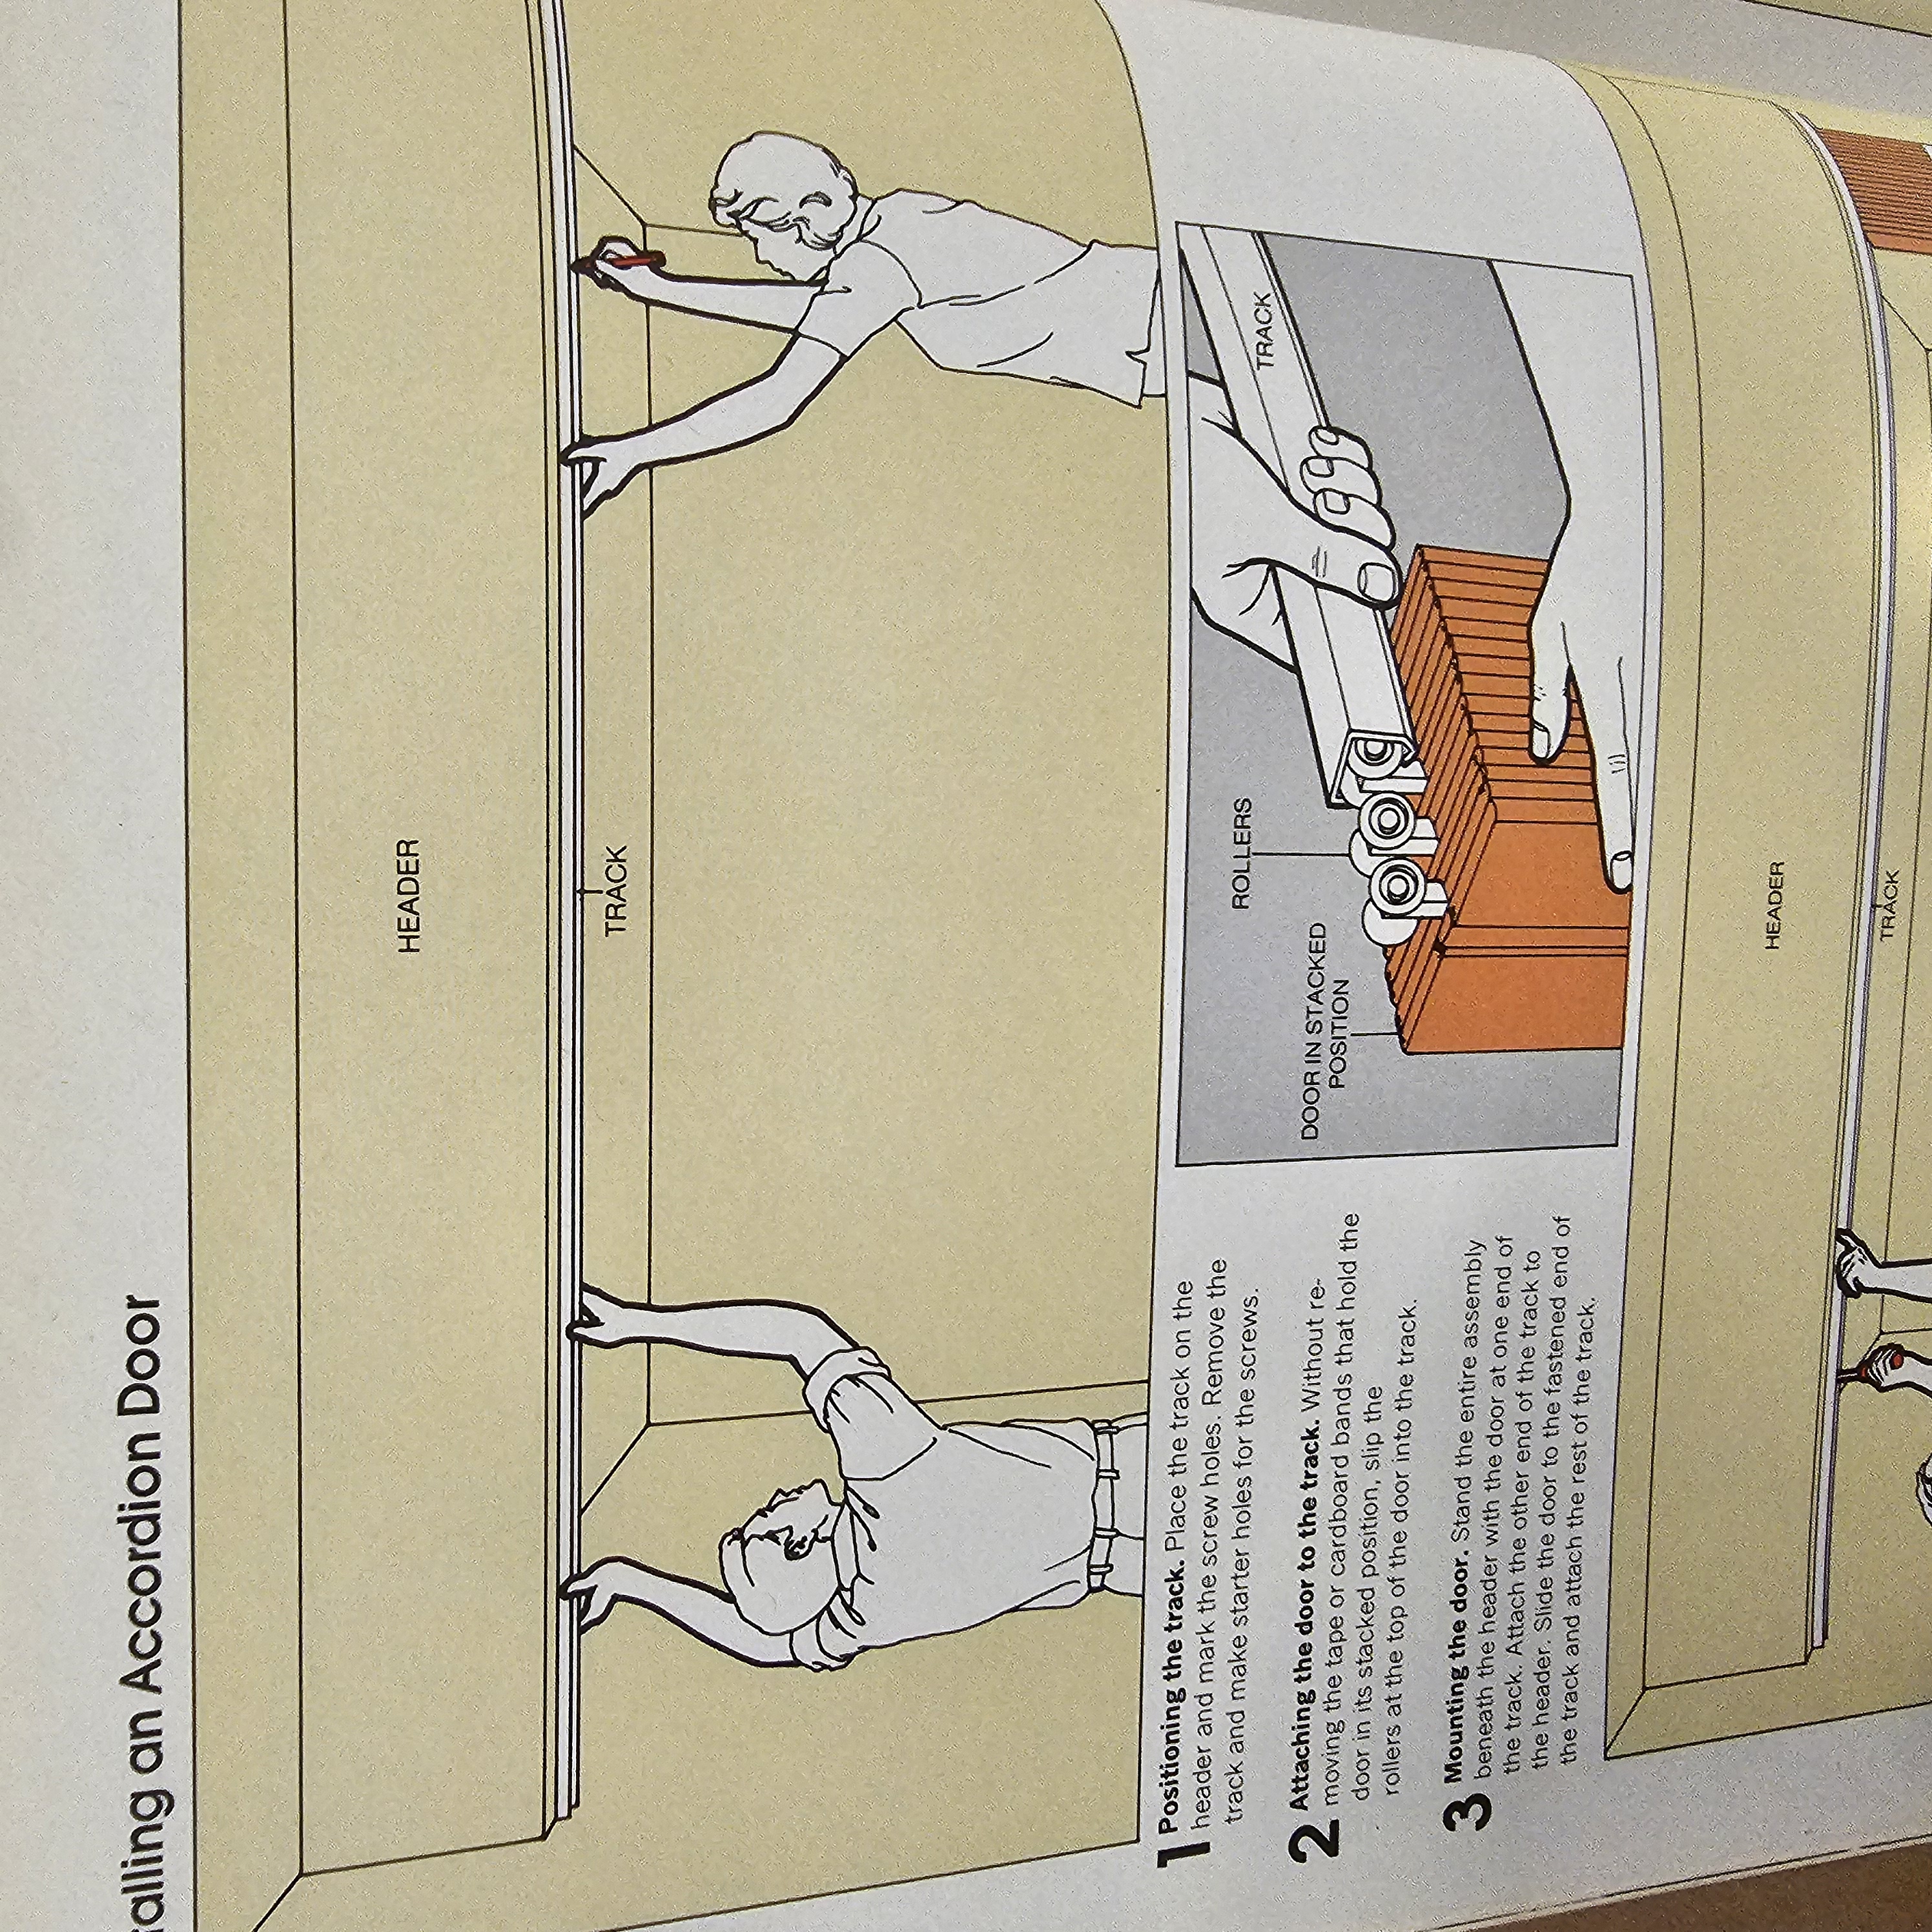 talling an Accordion Door
HEADER
TRACK
1 Positioning the track. Place the track on the
header and mark the screw holes. Remove the
track and make starter holes for the screws.
2 Attaching the door to the track. Without re-
moving the tape or cardboard bands that hold the
door in its stacked position, slip the
rollers at the top of the door into the track.
3 Mounting the door. Stand the entire assembly
beneath the header with the door at one end of
the track. Attach the other end of the track to
the header. Slide the door to the fastened end of
the track and attach the rest of the track.
ROLLERS
TRACK
DOOR IN STACKED
POSITION
HEADER
TRACK